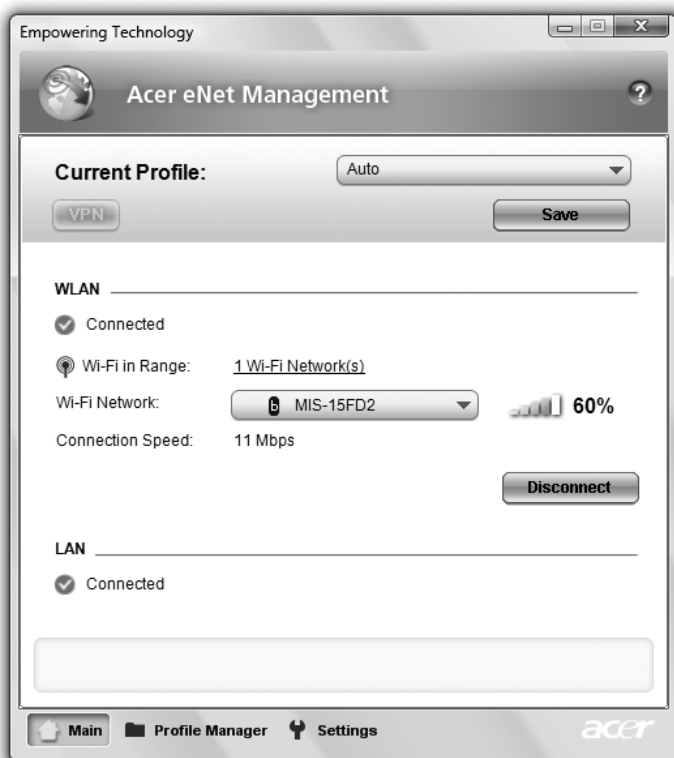 Empowering Technology
Acer eNet Management
?
Current Profile: Auto
VPN Save
WLAN
Connected
Wi-Fi in Range: 1 Wi-Fi Network(s)
Wi-Fi Network: b MIS-15FD2 60%
Connection Speed: 11 Mbps
Disconnect
LAN
Connected
Main Profile Manager Settings acer